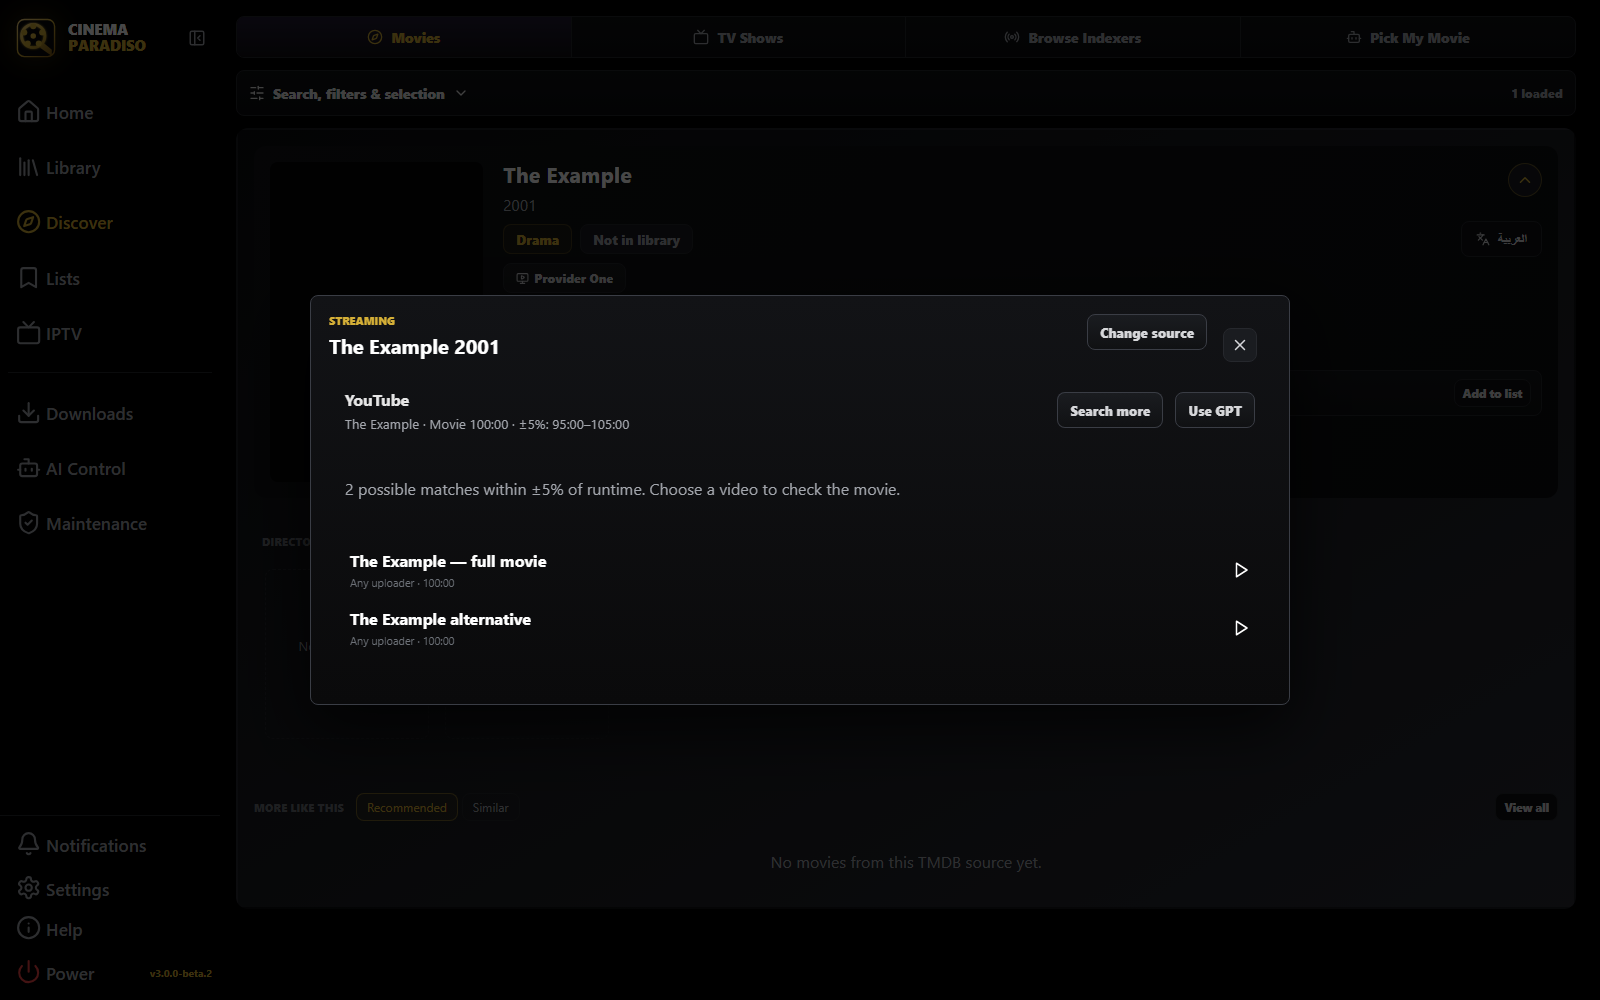 CINEMA
PARADISO
Home
Library
Discover
Lists
IPTV
Downloads
AI Control
Maintenance
Notifications
Settings
Help
Power
v3.0.0-beta.2
Movies
TV Shows
Browse Indexers
Pick My Movie
Search, filters & selection
1 loaded
The Example
2001
Drama
Not in library
العربية
Provider One
STREAMING
The Example 2001
Change source
YouTube
The Example · Movie 100:00 · ±5%: 95:00–105:00
Search more
Use GPT
Add to list
2 possible matches within ±5% of runtime. Choose a video to check the movie.
The Example — full movie
Any uploader · 100:00
The Example alternative
Any uploader · 100:00
MORE LIKE THIS
Recommended
Similar
View all
No movies from this TMDB source yet.